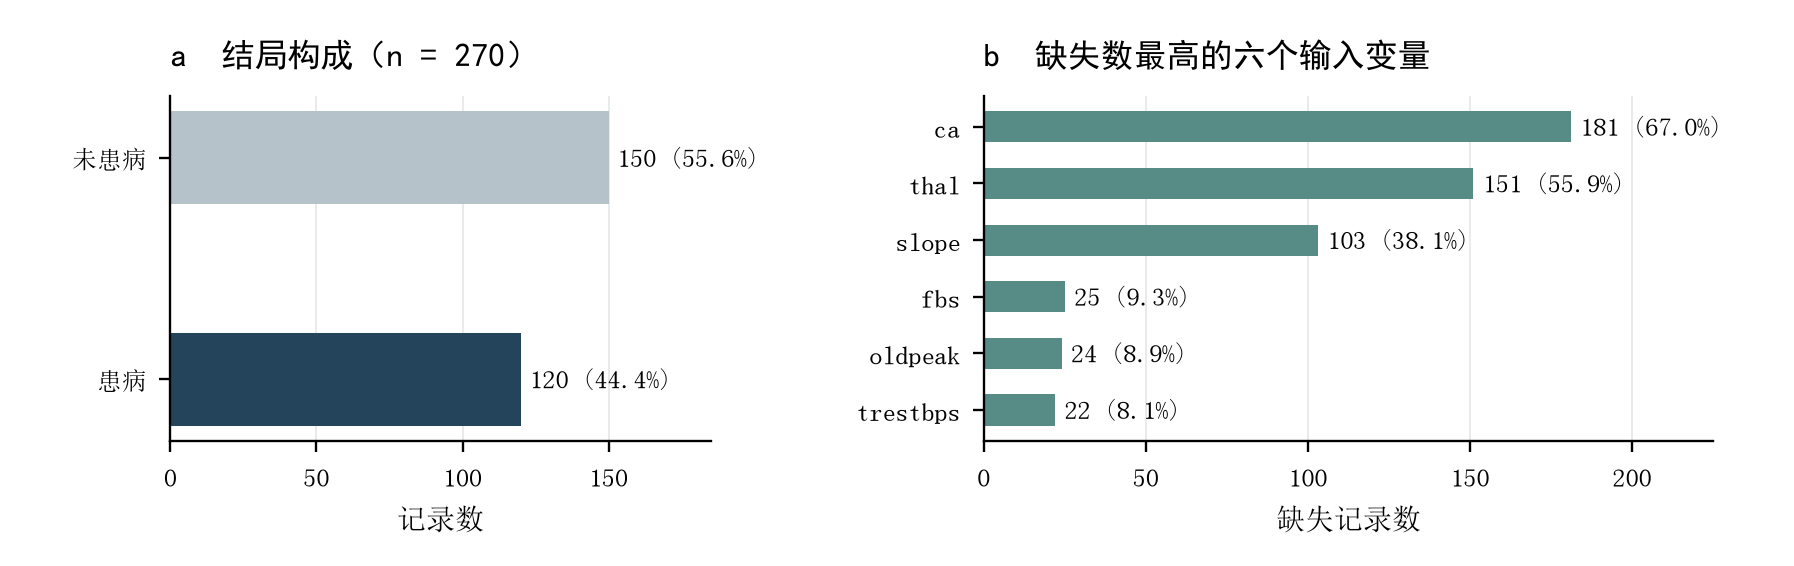 a 结局构成（n = 270）
未患病
150（55.6%）
患病
120（44.4%）
0 50 100 150
记录数
b 缺失数最高的六个输入变量
ca 181（67.0%）
thal 151（55.9%）
slope 103（38.1%）
fbs 25（9.3%）
oldpeak 24（8.9%）
trestbps 22（8.1%）
0 50 100 150 200
缺失记录数